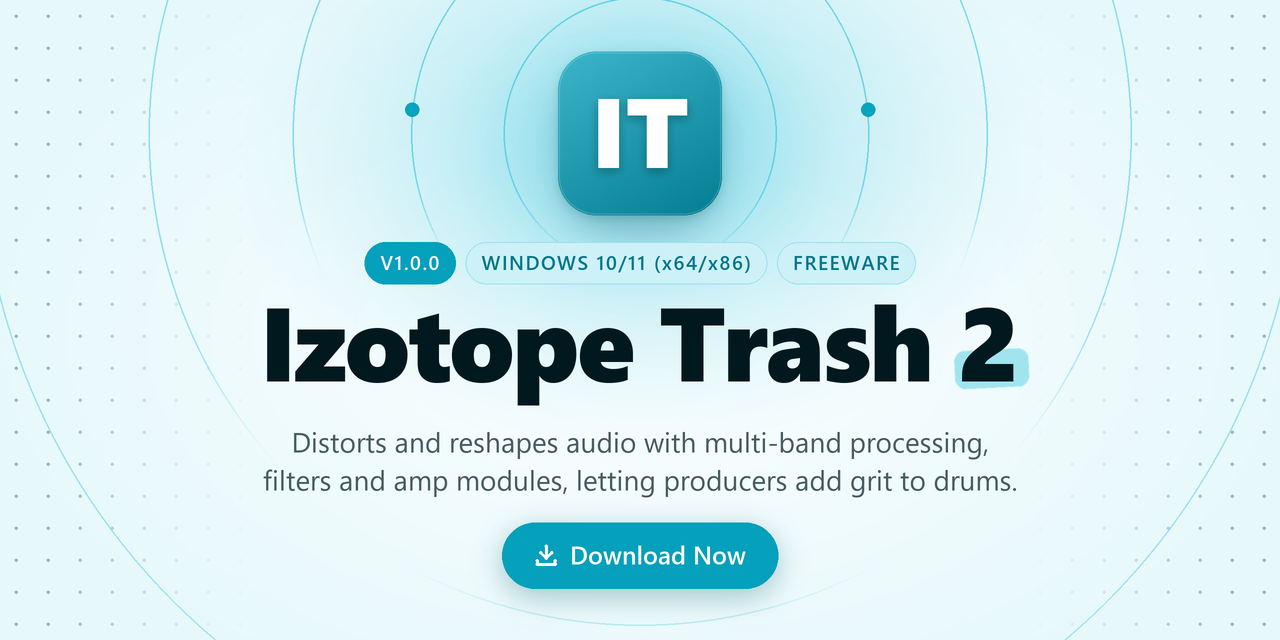 IT
V1.0.0
WINDOWS 10/11 (x64/x86)
FREEWARE
Izotope Trash 2
Distorts and reshapes audio with multi-band processing,
filters and amp modules, letting producers add grit to drums.
Download Now